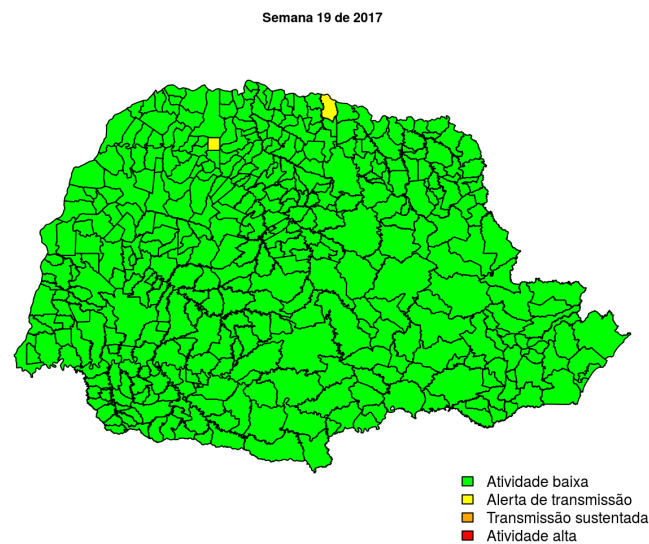 Semana 19 de 2017
Atividade baixa
Alerta de transmissão
Transmissão sustentada
Atividade alta